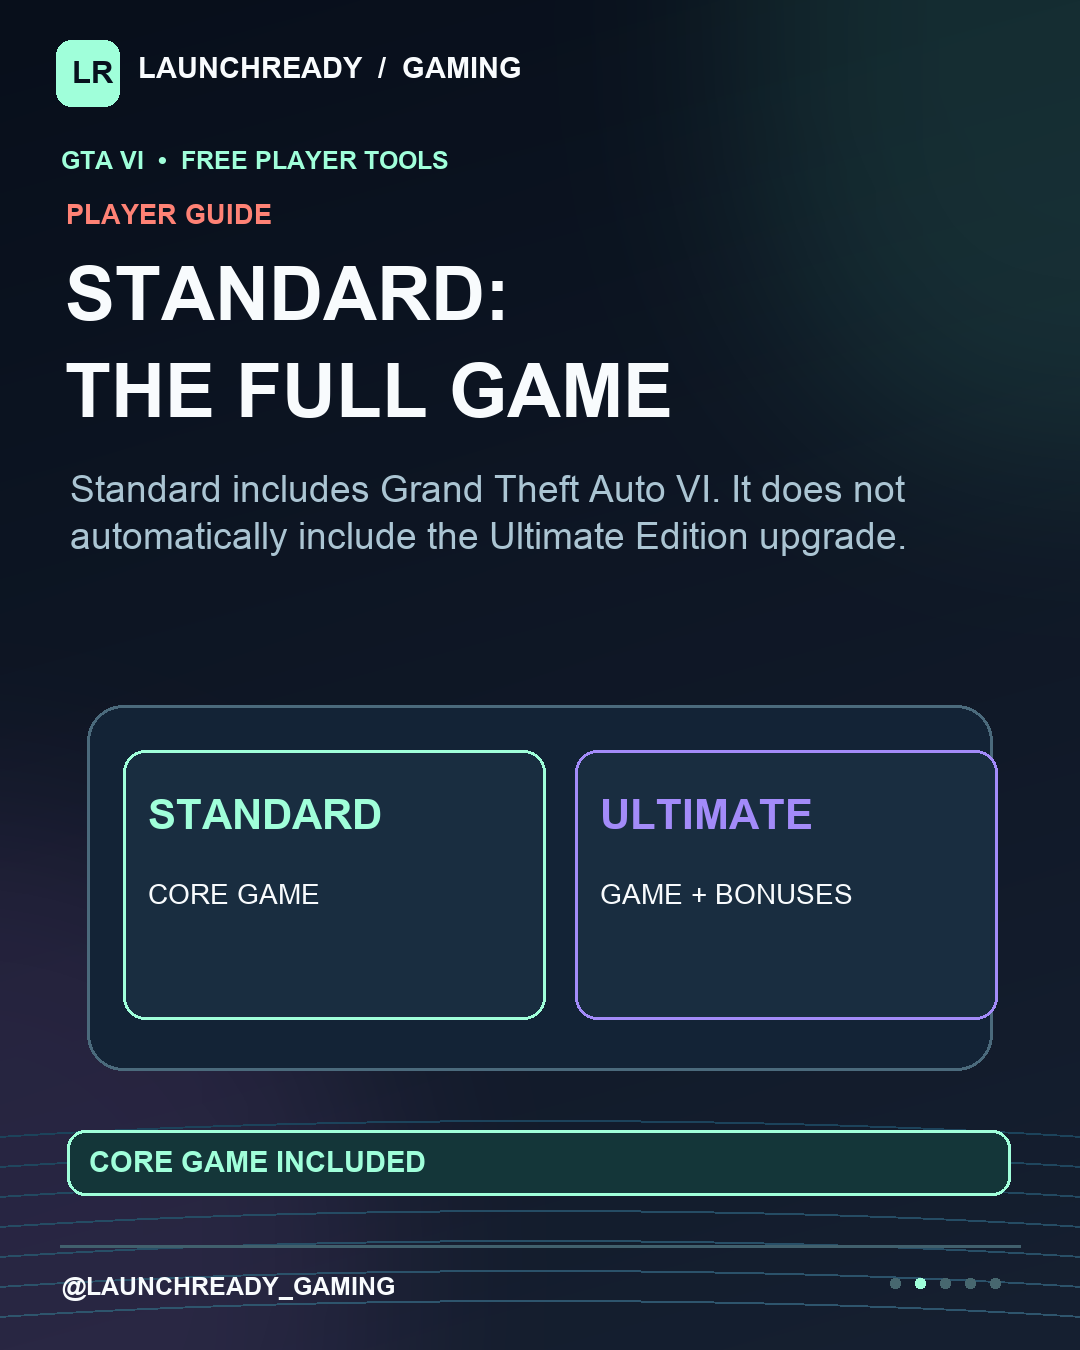 LR LAUNCHREADY / GAMING
GTA VI • FREE PLAYER TOOLS
PLAYER GUIDE
STANDARD:
THE FULL GAME
Standard includes Grand Theft Auto VI. It does not
automatically include the Ultimate Edition upgrade.
STANDARD
CORE GAME
ULTIMATE
GAME + BONUSES
CORE GAME INCLUDED
@LAUNCHREADY_GAMING